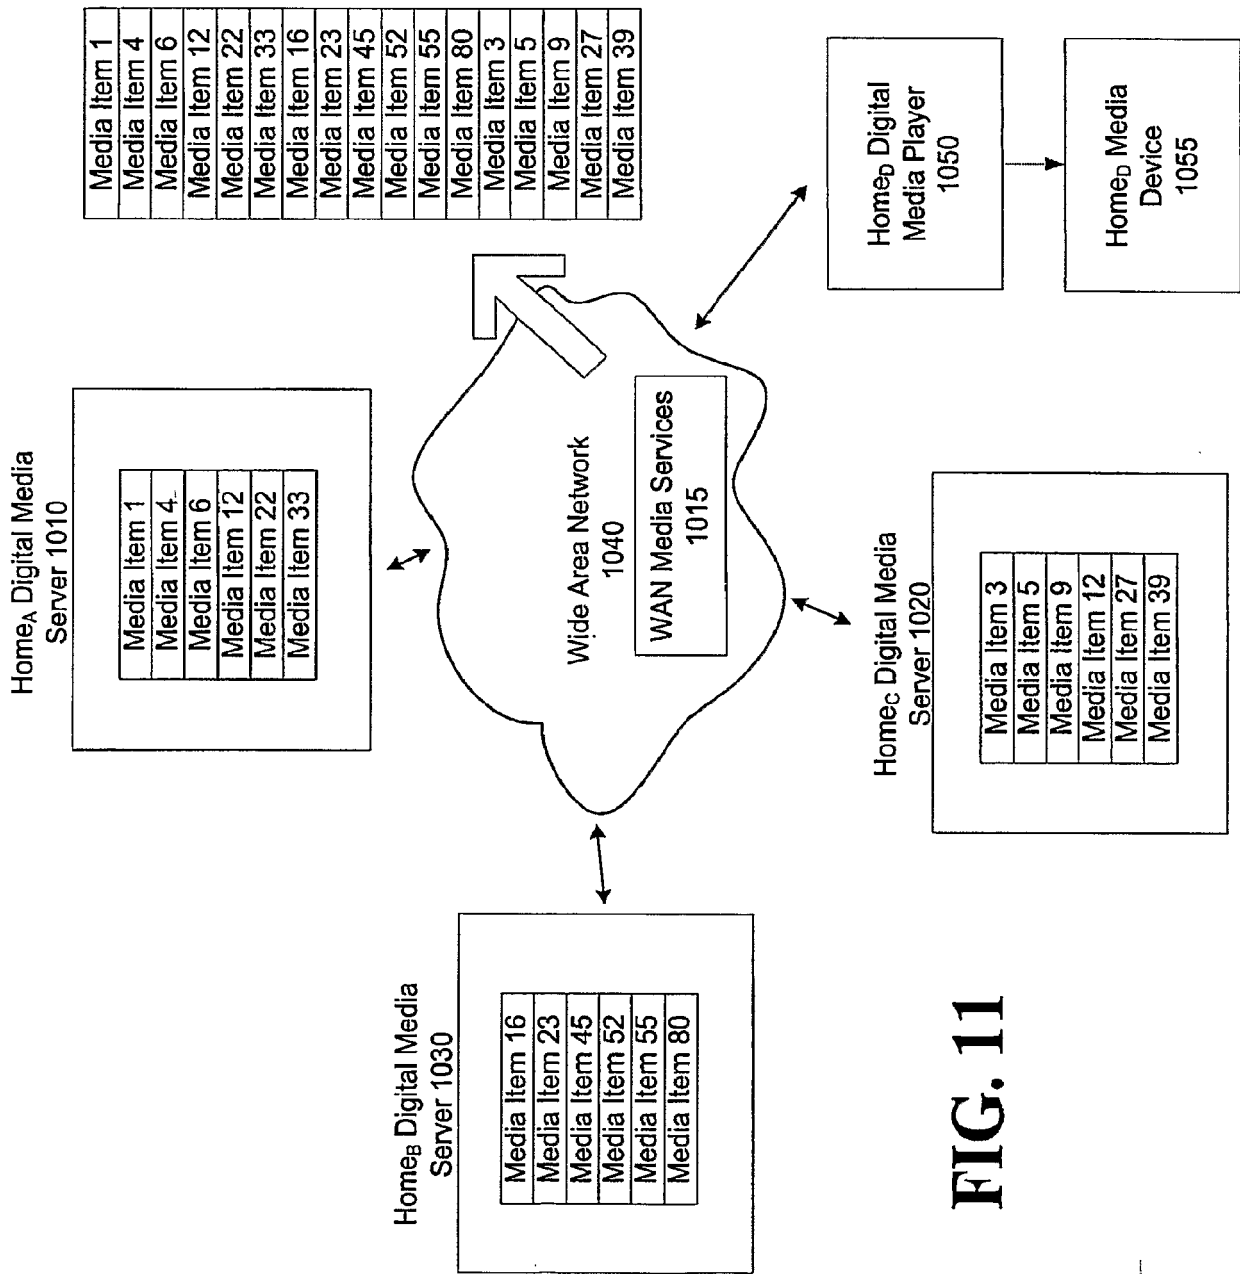 Home_A Digital Media
Server 1010
Media Item 1
Media Item 4
Media Item 6
Media Item 12
Media Item 22
Media Item 33
Media Item 1
Media Item 4
Media Item 6
Media Item 12
Media Item 22
Media Item 33
Media Item 16
Media Item 23
Media Item 45
Media Item 52
Media Item 55
Media Item 80
Media Item 3
Media Item 5
Media Item 9
Media Item 27
Media Item 39
Home_B Digital Media
Server 1030
Media Item 16
Media Item 23
Media Item 45
Media Item 52
Media Item 55
Media Item 80
Wide Area Network
1040
WAN Media Services
1015
Home_C Digital Media
Server 1020
Media Item 3
Media Item 5
Media Item 9
Media Item 12
Media Item 27
Media Item 39
Home_D Digital
Media Player
1050
Home_D Media
Device
1055
FIG. 11